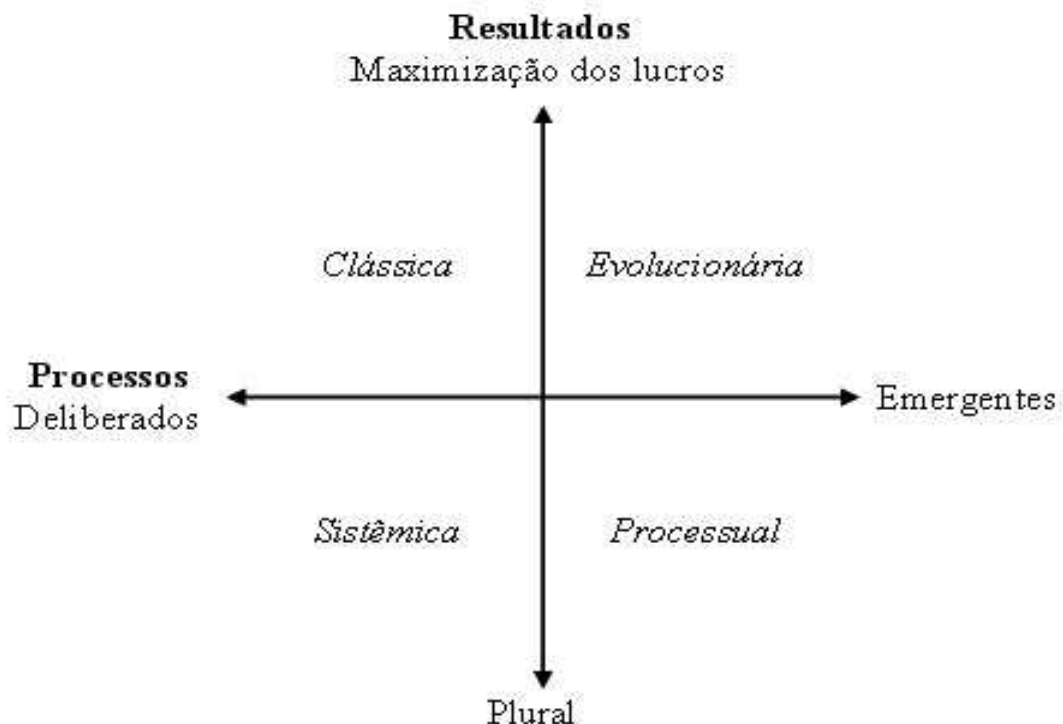 Resultados
Maximização dos lucros
Clássica
Evolucionária
Processos
Deliberados
Emergentes
Sistêmica
Processual
Plural